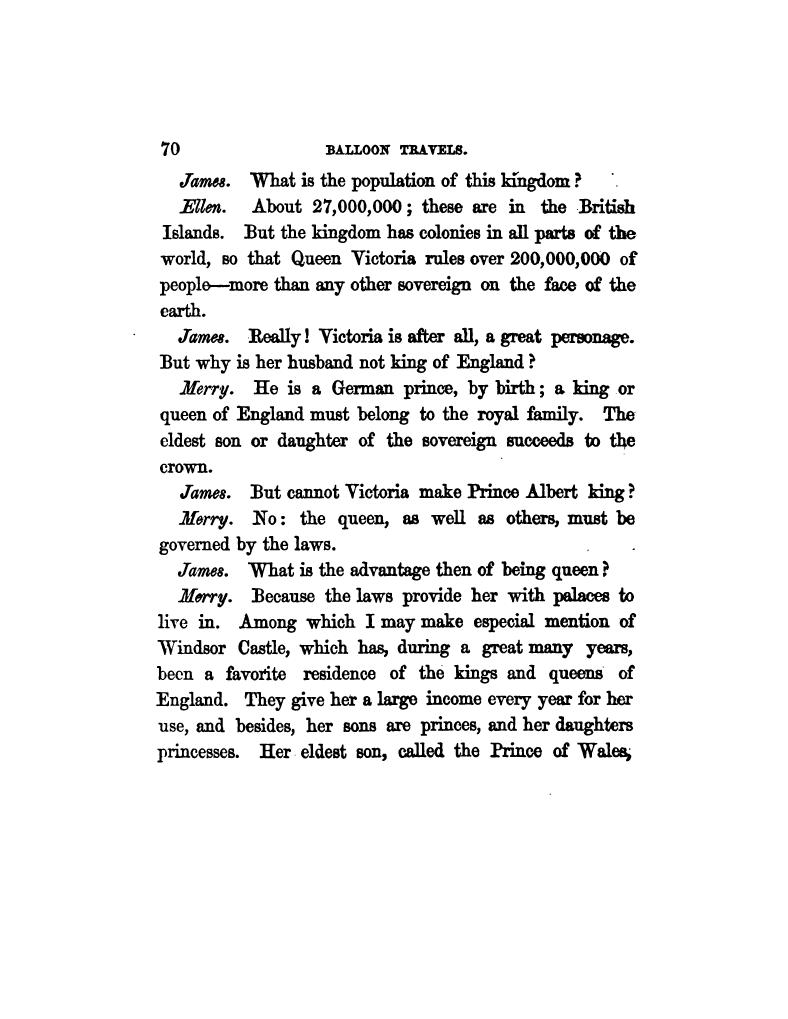 70 BALLOON TRAVELS.
James. What is the population of this kingdom?
Ellen. About 27,000,000; these are in the British
Islands. But the kingdom has colonies in all parts of the
world, so that Queen Victoria rules over 200,000,000 of
people—more than any other sovereign on the face of the
earth.
James. Really! Victoria is after all, a great personage.
But why is her husband not king of England?
Merry. He is a German prince, by birth; a king or
queen of England must belong to the royal family. The
eldest son or daughter of the sovereign succeeds to the
crown.
James. But cannot Victoria make Prince Albert king?
Merry. No: the queen, as well as others, must be
governed by the laws.
James. What is the advantage then of being queen?
Merry. Because the laws provide her with palaces to
live in. Among which I may make especial mention of
Windsor Castle, which has, during a great many years,
been a favorite residence of the kings and queens of
England. They give her a large income every year for her
use, and besides, her sons are princes, and her daughters
princesses. Her eldest son, called the Prince of Wales,